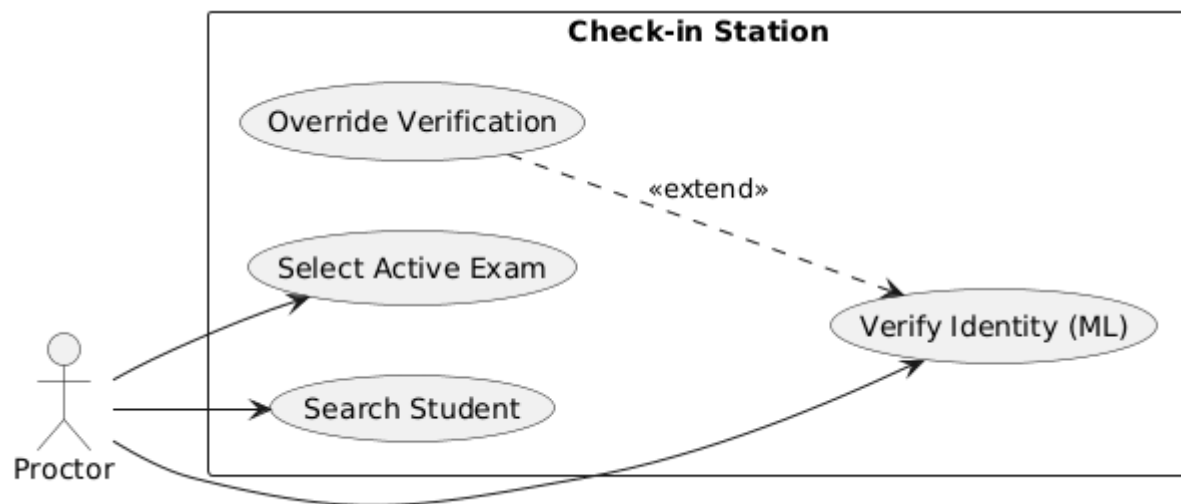 Check-in Station
Override Verification
«extend»
Select Active Exam
Verify Identity (ML)
Search Student
Proctor